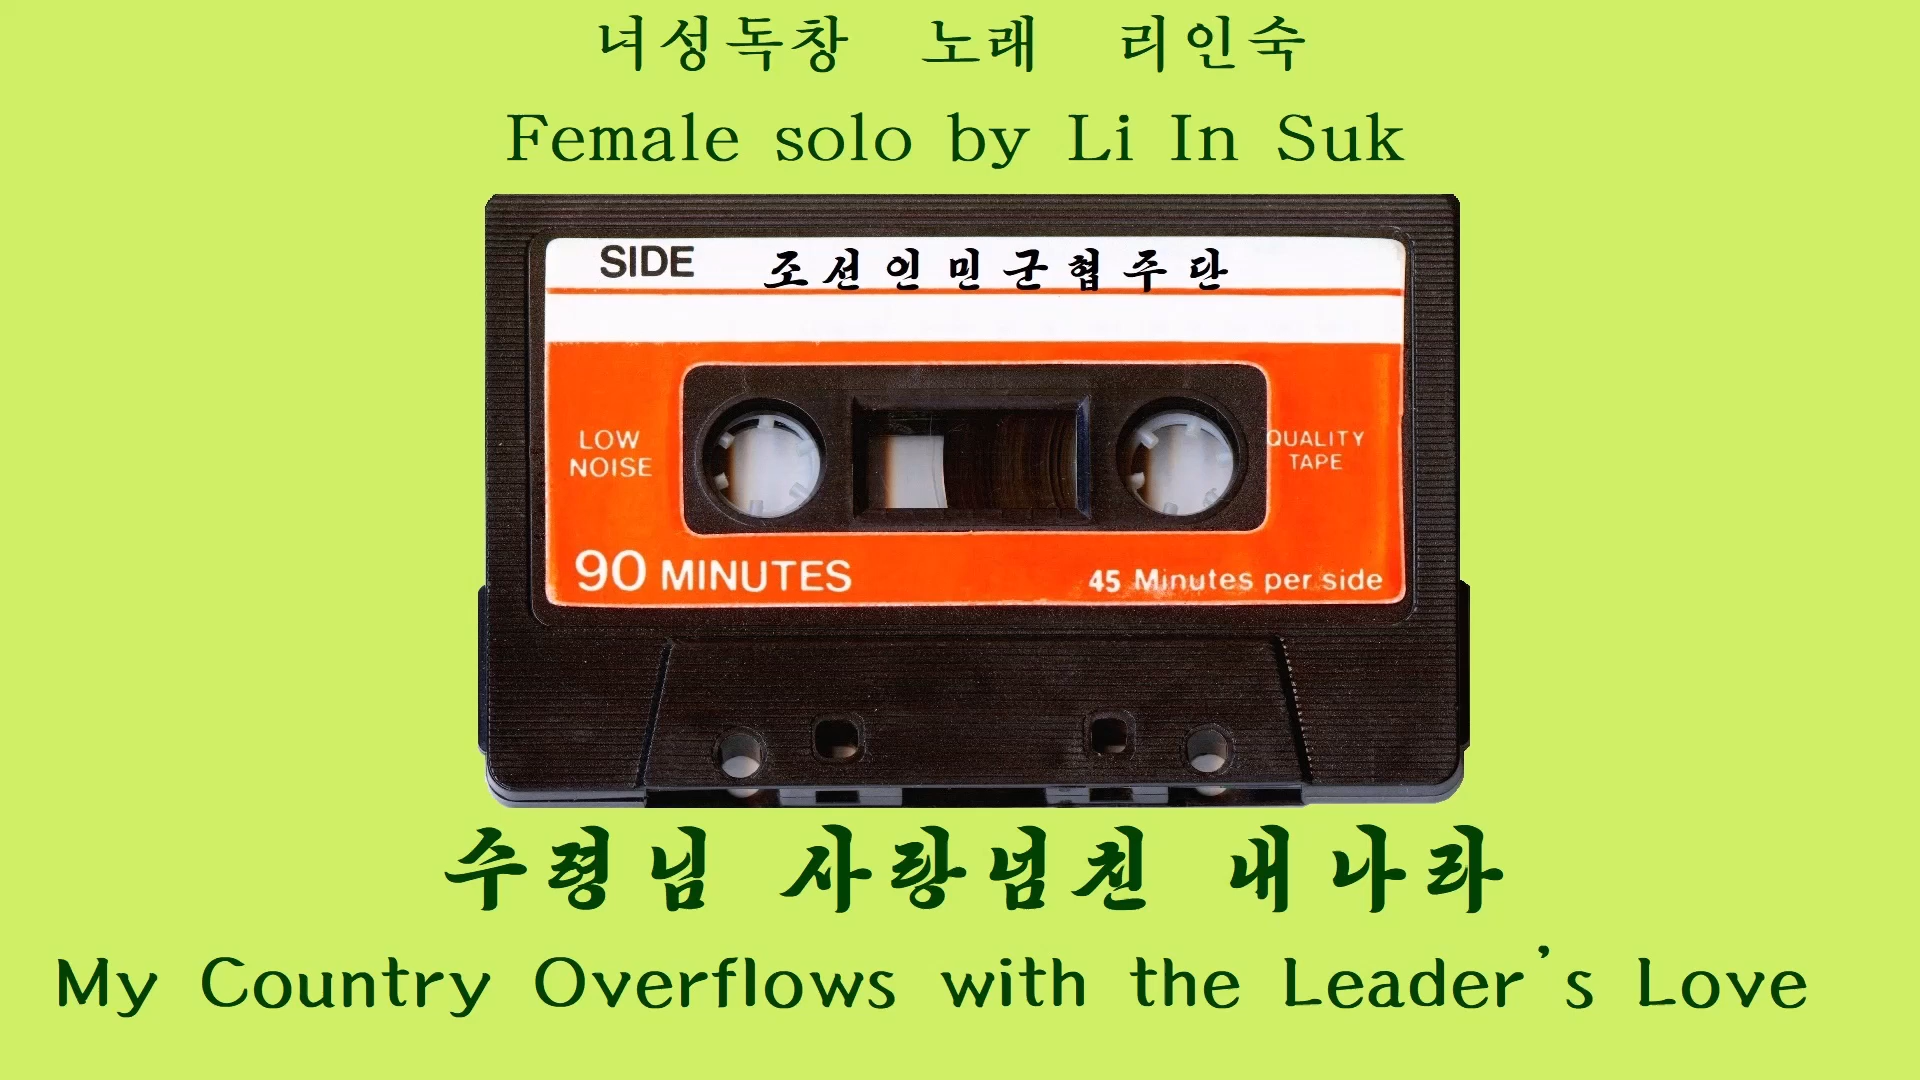 녀성독창 노래 리인숙
Female solo by Li In Suk
SIDE 조선인민군협주단
LOW
NOISE
QUALITY
TAPE
90 MINUTES
45 Minutes per side
수령님 사랑넘친 내나라
My Country Overflows with the Leader's Love